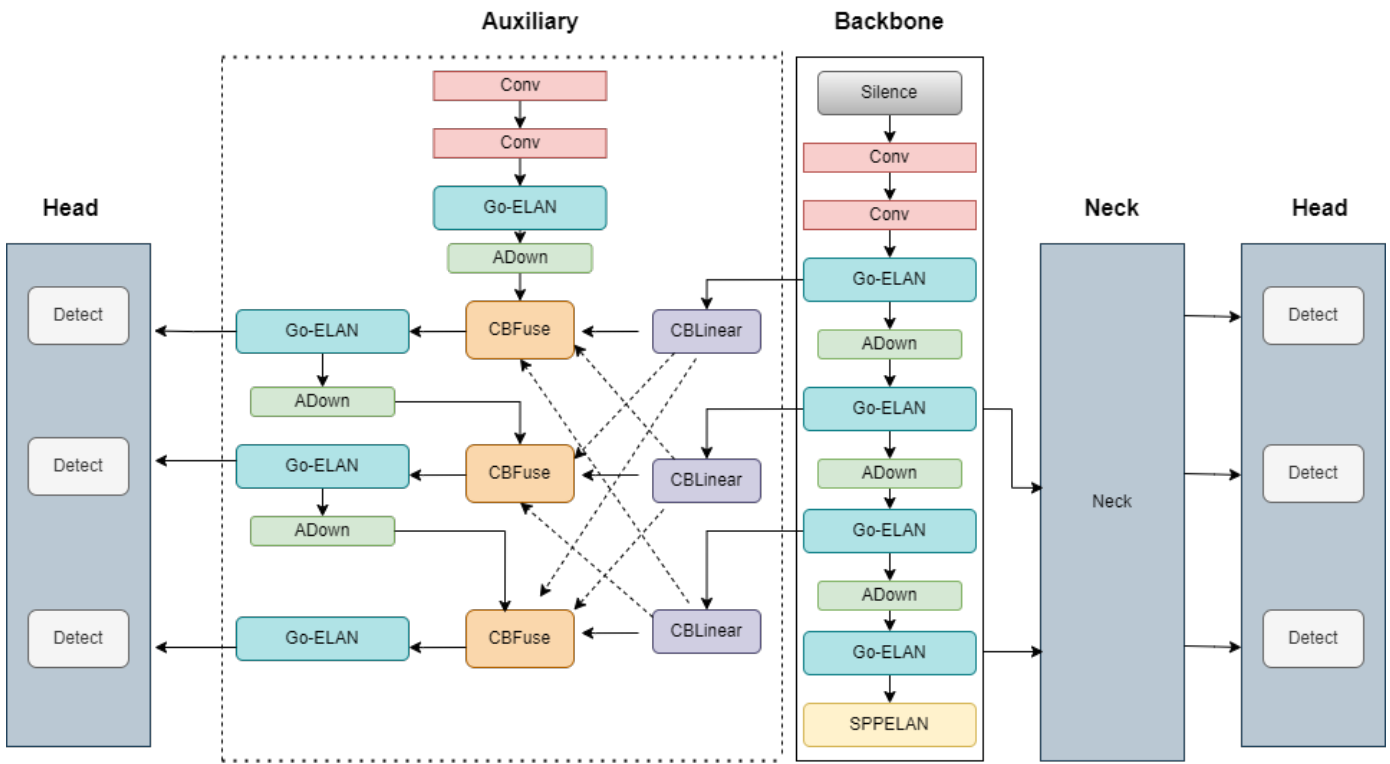 Auxiliary
Backbone
Conv
Silence
Conv
Conv
Head
Go-ELAN
Conv
Neck
Head
ADown
Go-ELAN
Detect
Go-ELAN
CBFuse
CBLinear
ADown
Detect
ADown
Go-ELAN
Detect
Go-ELAN
CBFuse
CBLinear
ADown
Detect
Neck
ADown
Go-ELAN
ADown
Detect
Go-ELAN
CBFuse
CBLinear
Go-ELAN
Detect
SPPELAN